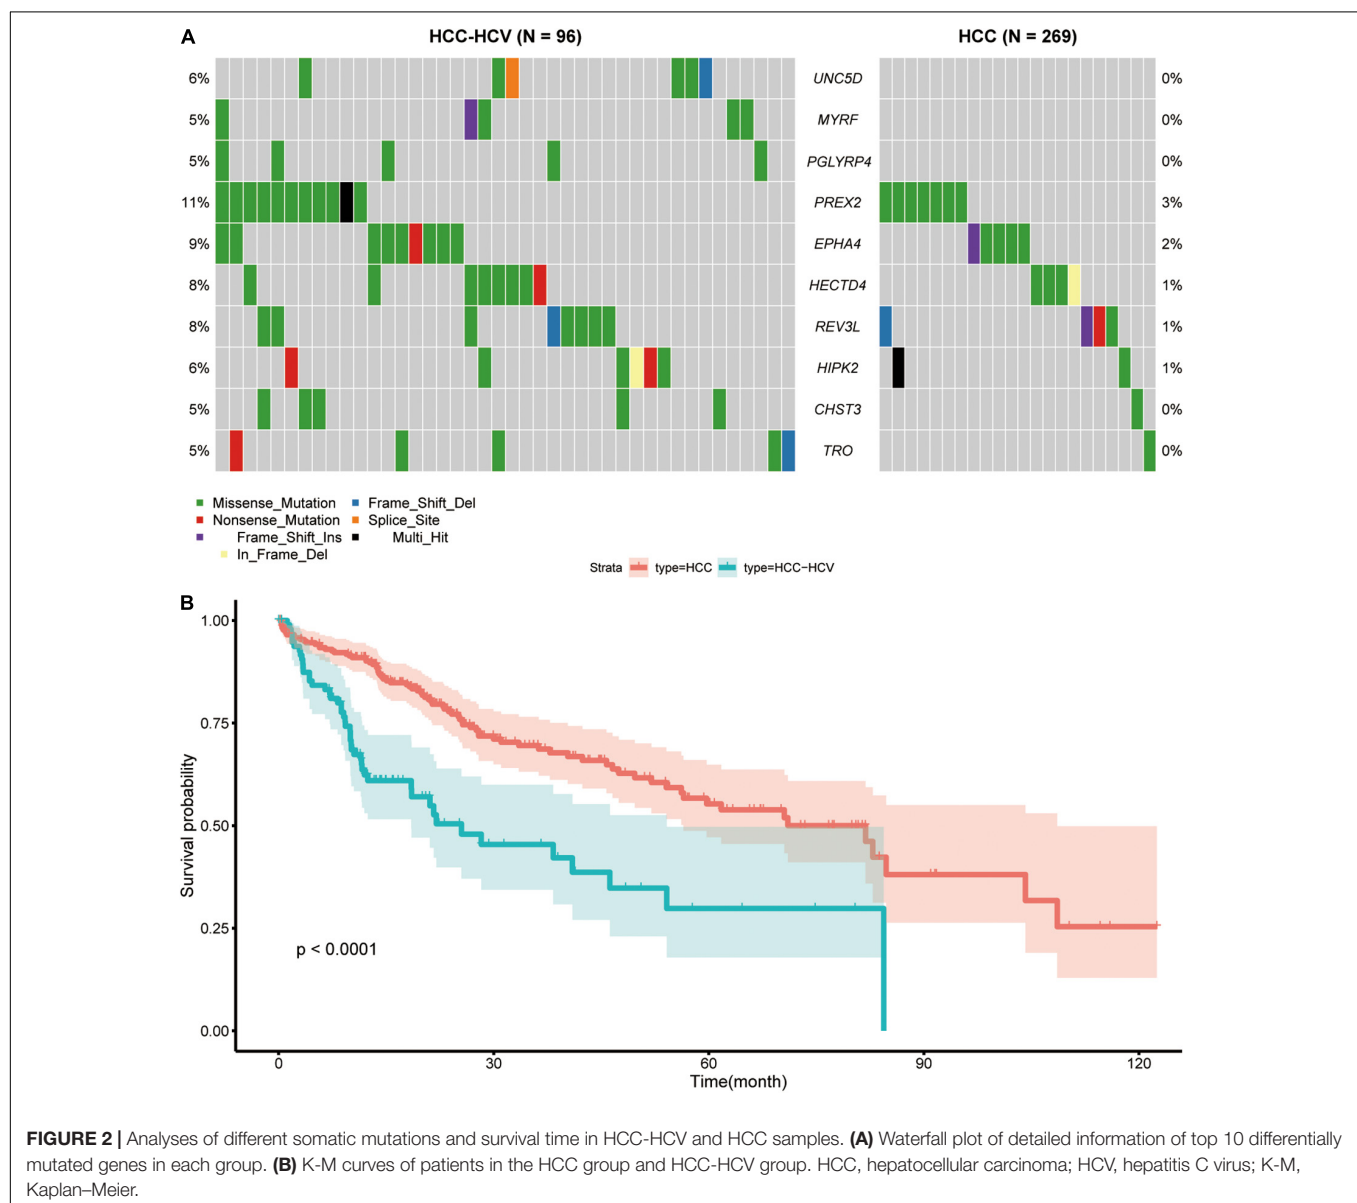 A
HCC-HCV (N = 96)
HCC (N = 269)
6% UNC5D 0%
5% MYRF 0%
5% PGLYRP4 0%
11% PREX2 3%
9% EPHA4 2%
8% HECTD4 1%
8% REV3L 1%
6% HIPK2 1%
5% CHST3 0%
5% TRO 0%
Missense_Mutation Frame_Shift_Del
Nonsense_Mutation Splice_Site
Frame_Shift_Ins Multi_Hit
In_Frame_Del
Strata type=HCC type=HCC−HCV
B
1.00
0.75
0.50
0.25
0.00
Survival probability
p < 0.0001
0 30 60 90 120
Time(month)
FIGURE 2 | Analyses of different somatic mutations and survival time in HCC-HCV and HCC samples. (A) Waterfall plot of detailed information of top 10 differentially
mutated genes in each group. (B) K-M curves of patients in the HCC group and HCC-HCV group. HCC, hepatocellular carcinoma; HCV, hepatitis C virus; K-M,
Kaplan–Meier.